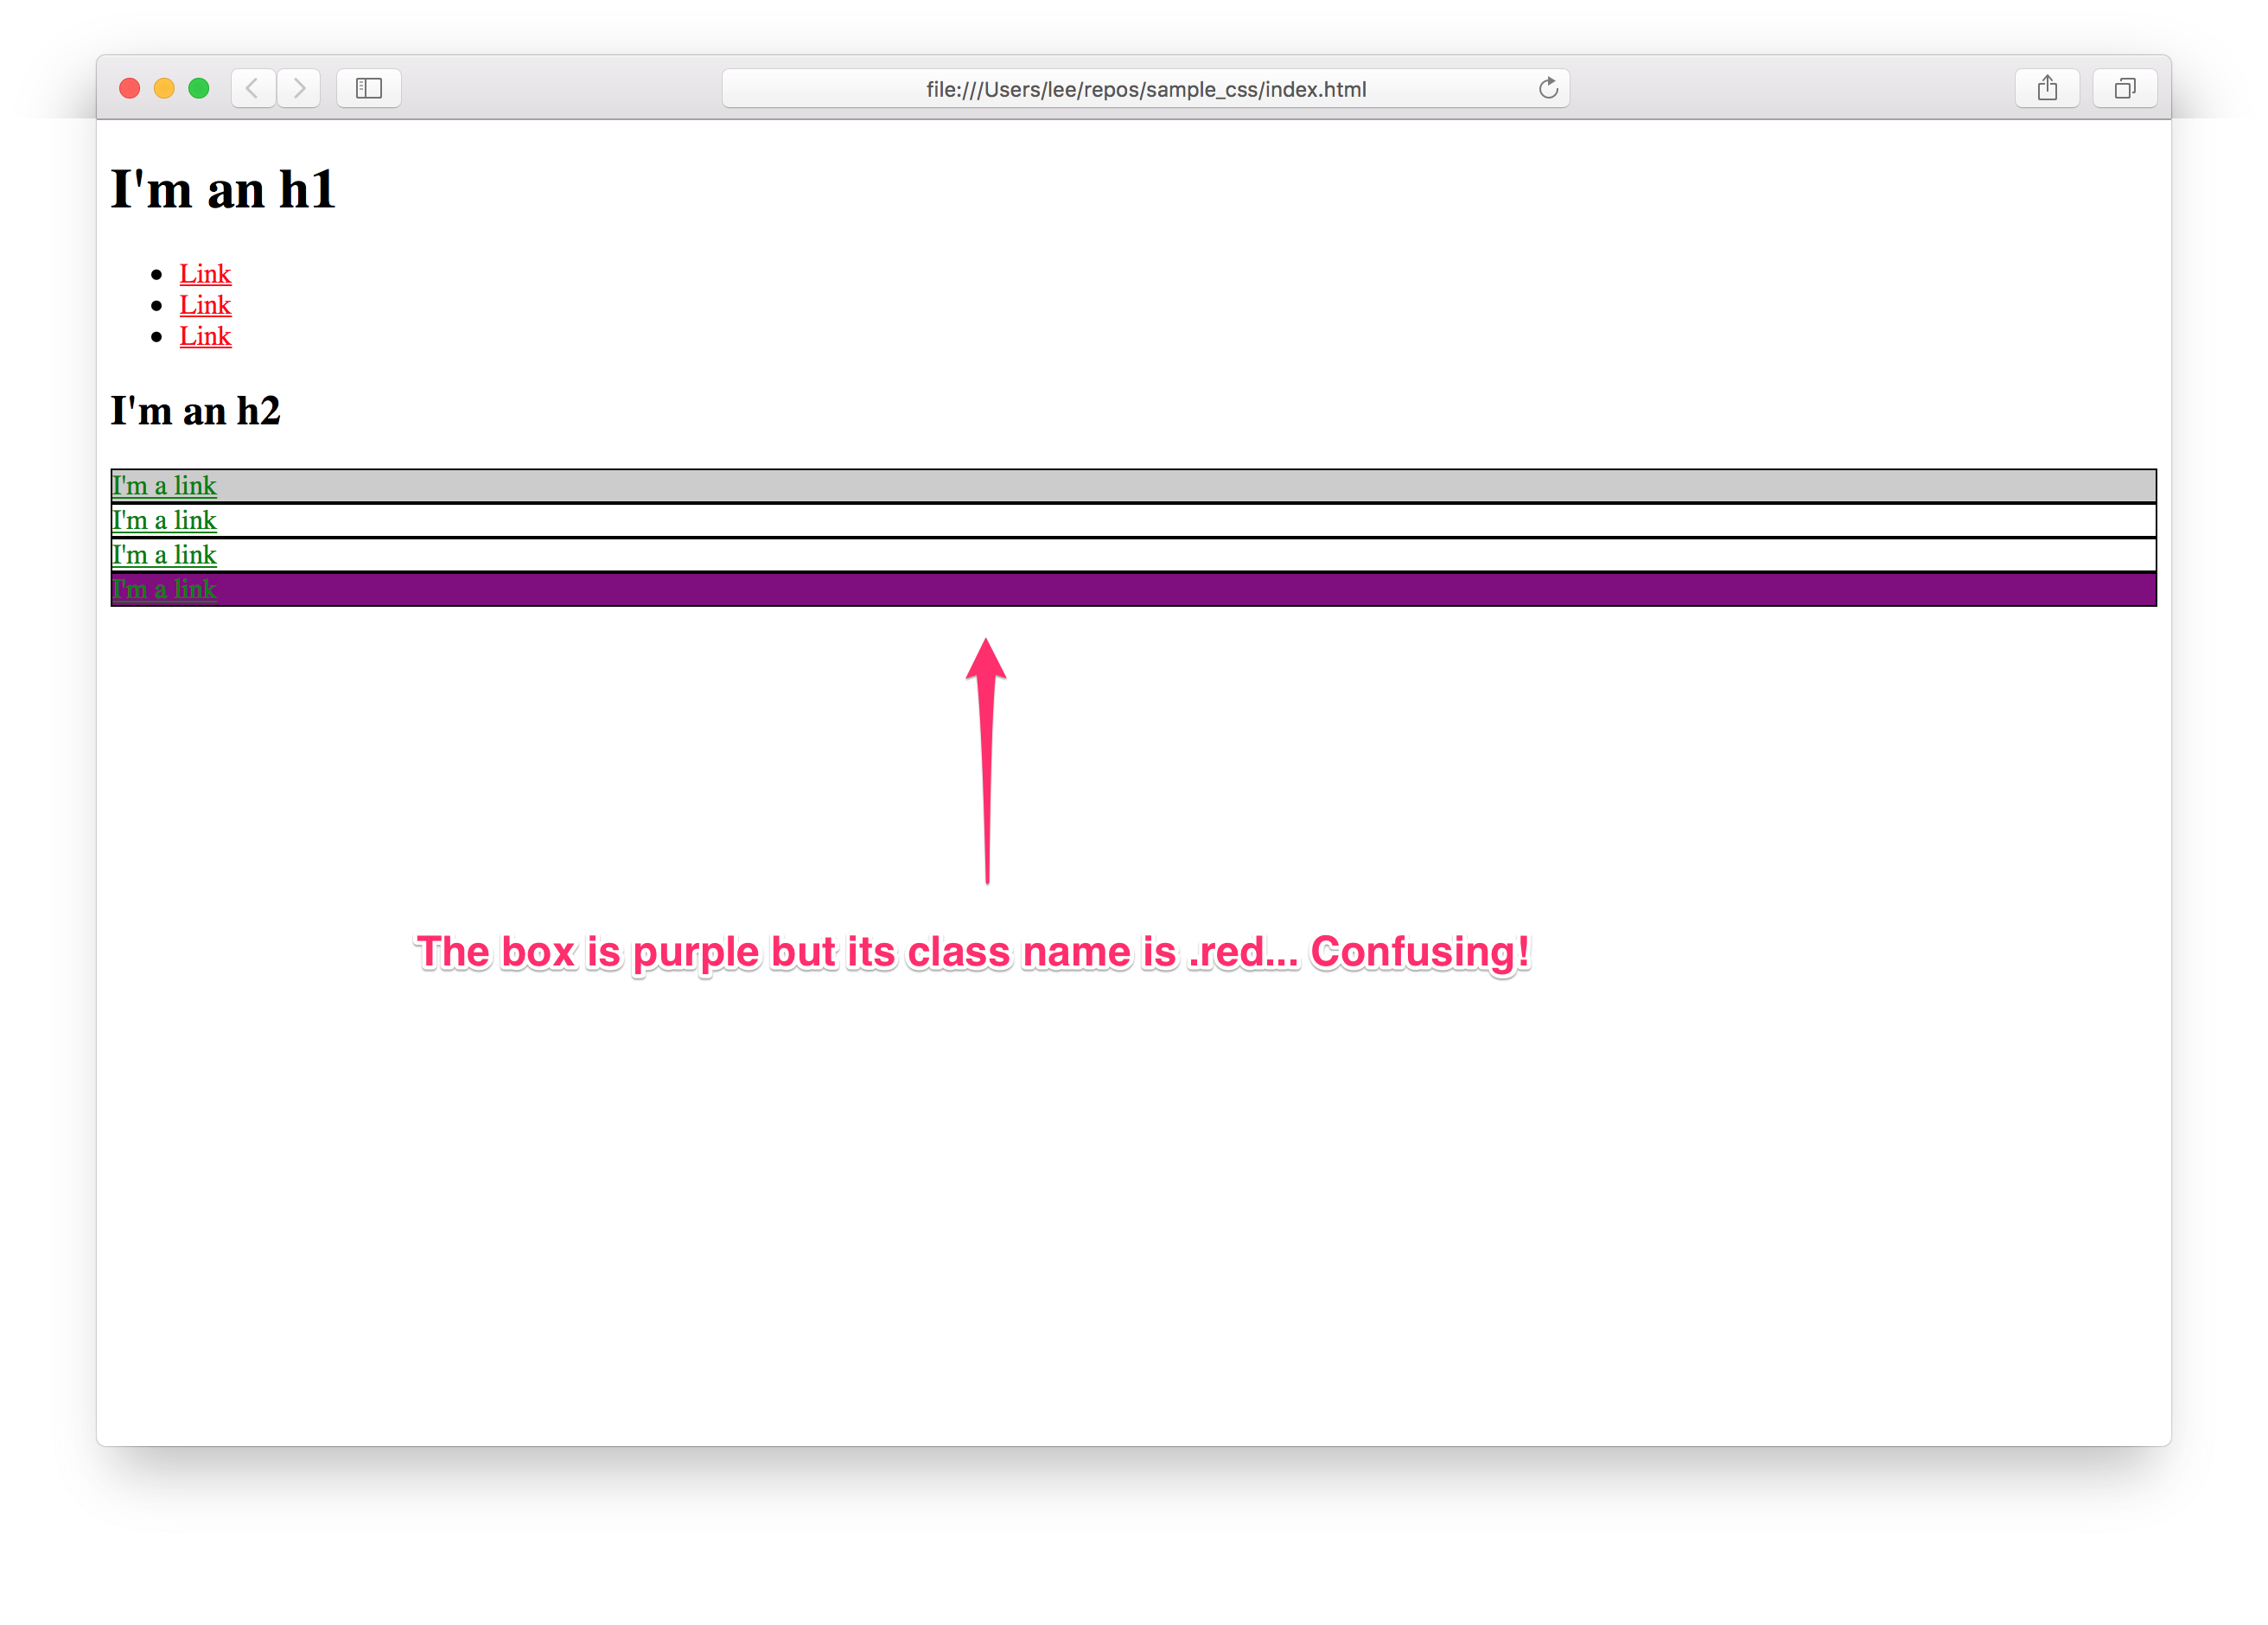 file:///Users/lee/repos/sample_css/index.html
I'm an h1
Link
Link
Link
I'm an h2
I'm a link
I'm a link
I'm a link
I'm a link
The box is purple but its class name is .red... Confusing!